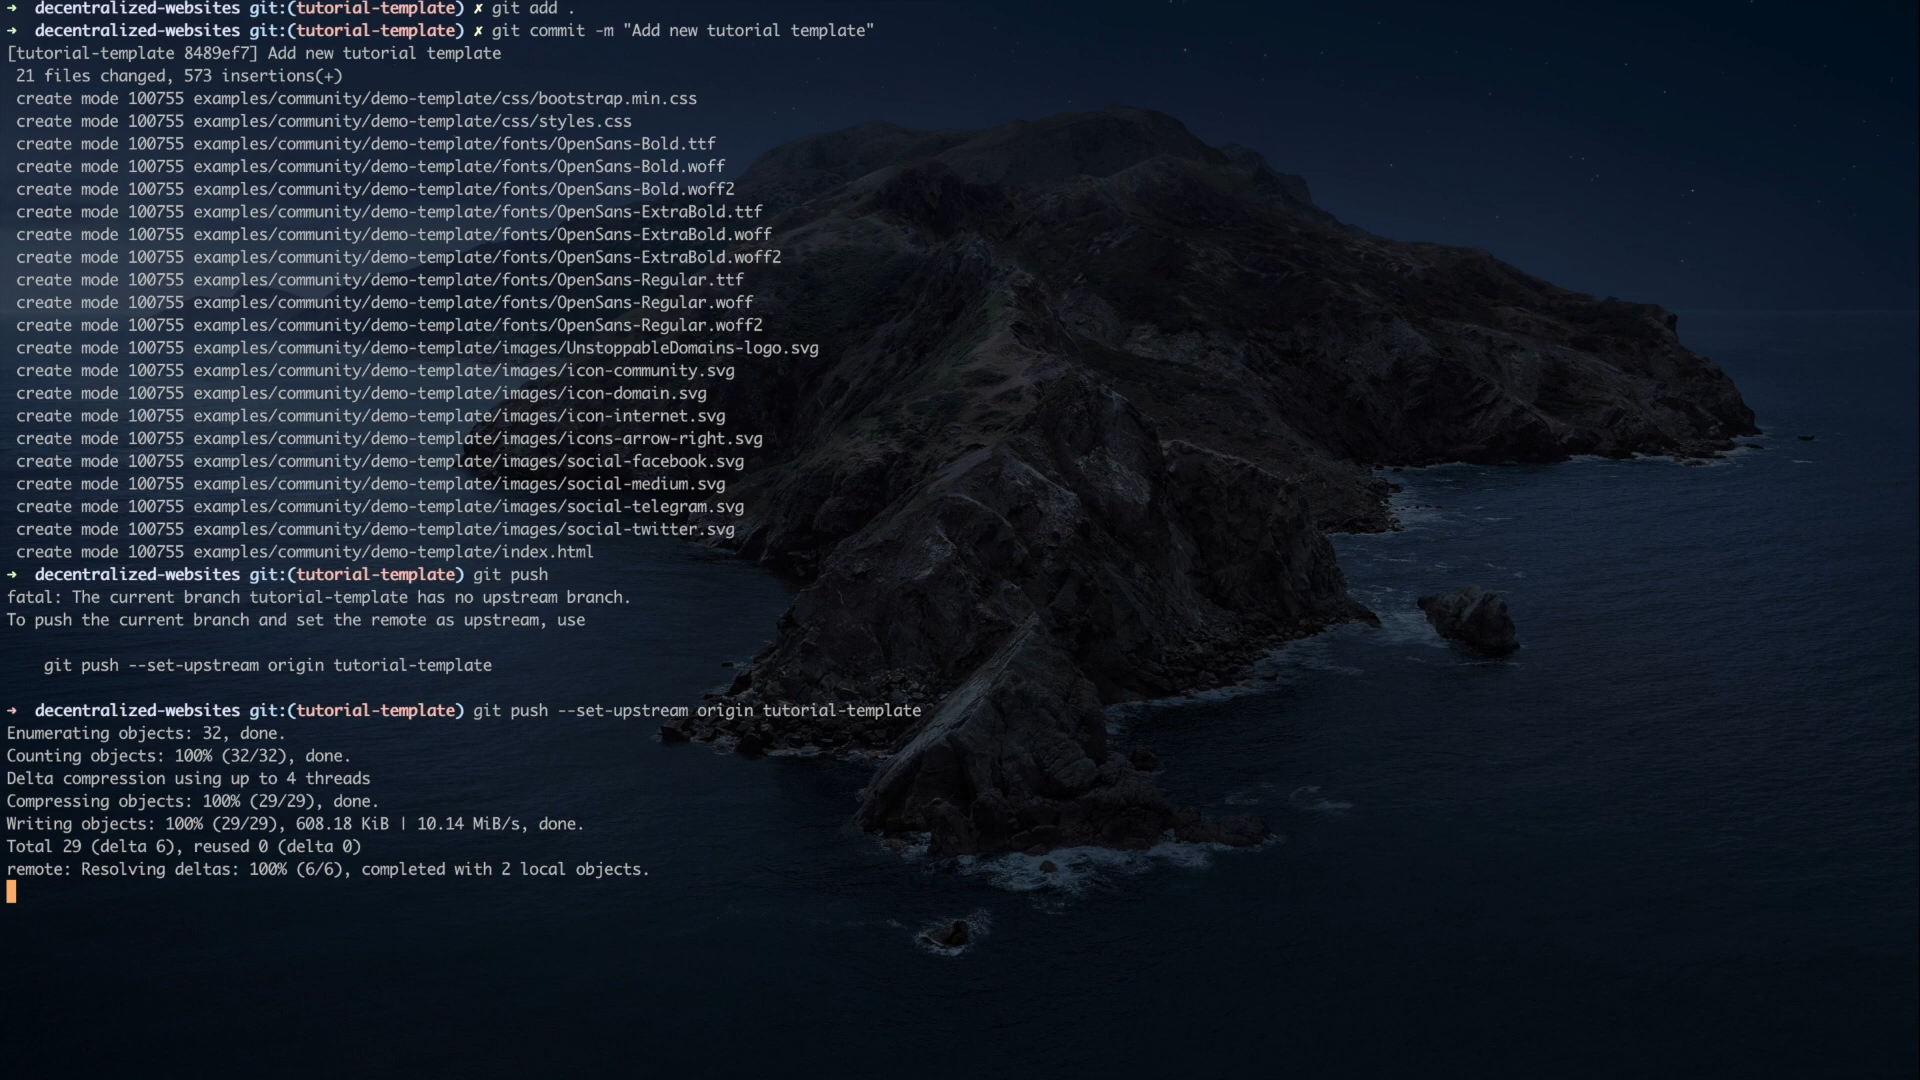 ➜ decentralized-websites git:(tutorial-template) ✗ git add .
➜ decentralized-websites git:(tutorial-template) ✗ git commit -m "Add new tutorial template"
[tutorial-template 8489ef7] Add new tutorial template
21 files changed, 573 insertions(+)
create mode 100755 examples/community/demo-template/css/bootstrap.min.css
create mode 100755 examples/community/demo-template/css/styles.css
create mode 100755 examples/community/demo-template/fonts/OpenSans-Bold.ttf
create mode 100755 examples/community/demo-template/fonts/OpenSans-Bold.woff
create mode 100755 examples/community/demo-template/fonts/OpenSans-Bold.woff2
create mode 100755 examples/community/demo-template/fonts/OpenSans-ExtraBold.ttf
create mode 100755 examples/community/demo-template/fonts/OpenSans-ExtraBold.woff
create mode 100755 examples/community/demo-template/fonts/OpenSans-ExtraBold.woff2
create mode 100755 examples/community/demo-template/fonts/OpenSans-Regular.ttf
create mode 100755 examples/community/demo-template/fonts/OpenSans-Regular.woff
create mode 100755 examples/community/demo-template/fonts/OpenSans-Regular.woff2
create mode 100755 examples/community/demo-template/images/UnstoppableDomains-logo.svg
create mode 100755 examples/community/demo-template/images/icon-community.svg
create mode 100755 examples/community/demo-template/images/icon-domain.svg
create mode 100755 examples/community/demo-template/images/icon-internet.svg
create mode 100755 examples/community/demo-template/images/icons-arrow-right.svg
create mode 100755 examples/community/demo-template/images/social-facebook.svg
create mode 100755 examples/community/demo-template/images/social-medium.svg
create mode 100755 examples/community/demo-template/images/social-telegram.svg
create mode 100755 examples/community/demo-template/images/social-twitter.svg
create mode 100755 examples/community/demo-template/index.html
➜ decentralized-websites git:(tutorial-template) git push
fatal: The current branch tutorial-template has no upstream branch.
To push the current branch and set the remote as upstream, use
git push --set-upstream origin tutorial-template
➜ decentralized-websites git:(tutorial-template) git push --set-upstream origin tutorial-template
Enumerating objects: 32, done.
Counting objects: 100% (32/32), done.
Delta compression using up to 4 threads
Compressing objects: 100% (29/29), done.
Writing objects: 100% (29/29), 608.18 KiB | 10.14 MiB/s, done.
Total 29 (delta 6), reused 0 (delta 0)
remote: Resolving deltas: 100% (6/6), completed with 2 local objects.